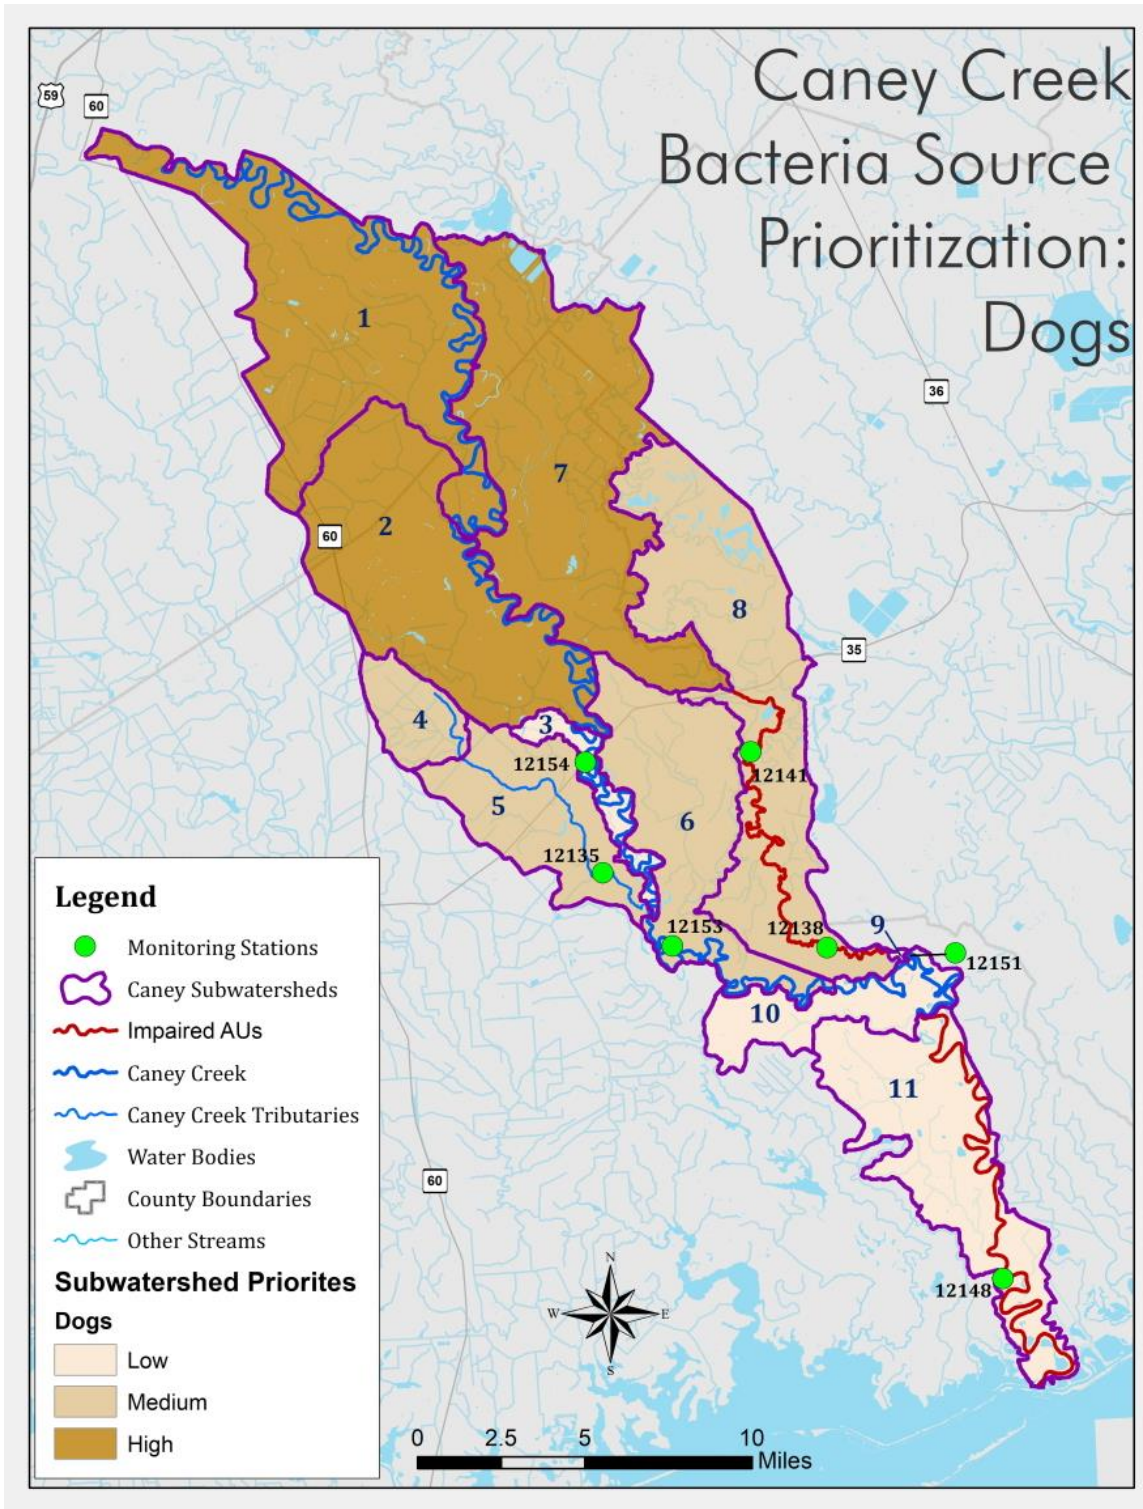 Caney Creek
Bacteria Source
Prioritization:
Dogs
59
60
36
1
7
2
60
8
35
4
3
12154
12141
5
6
12135
12153
12138
9
12151
10
11
60
12148
N
W
E
S
Legend
Monitoring Stations
Caney Subwatersheds
Impaired AUs
Caney Creek
Caney Creek Tributaries
Water Bodies
County Boundaries
Other Streams
Subwatershed Priorites
Dogs
Low
Medium
High
0 2.5 5 10
Miles